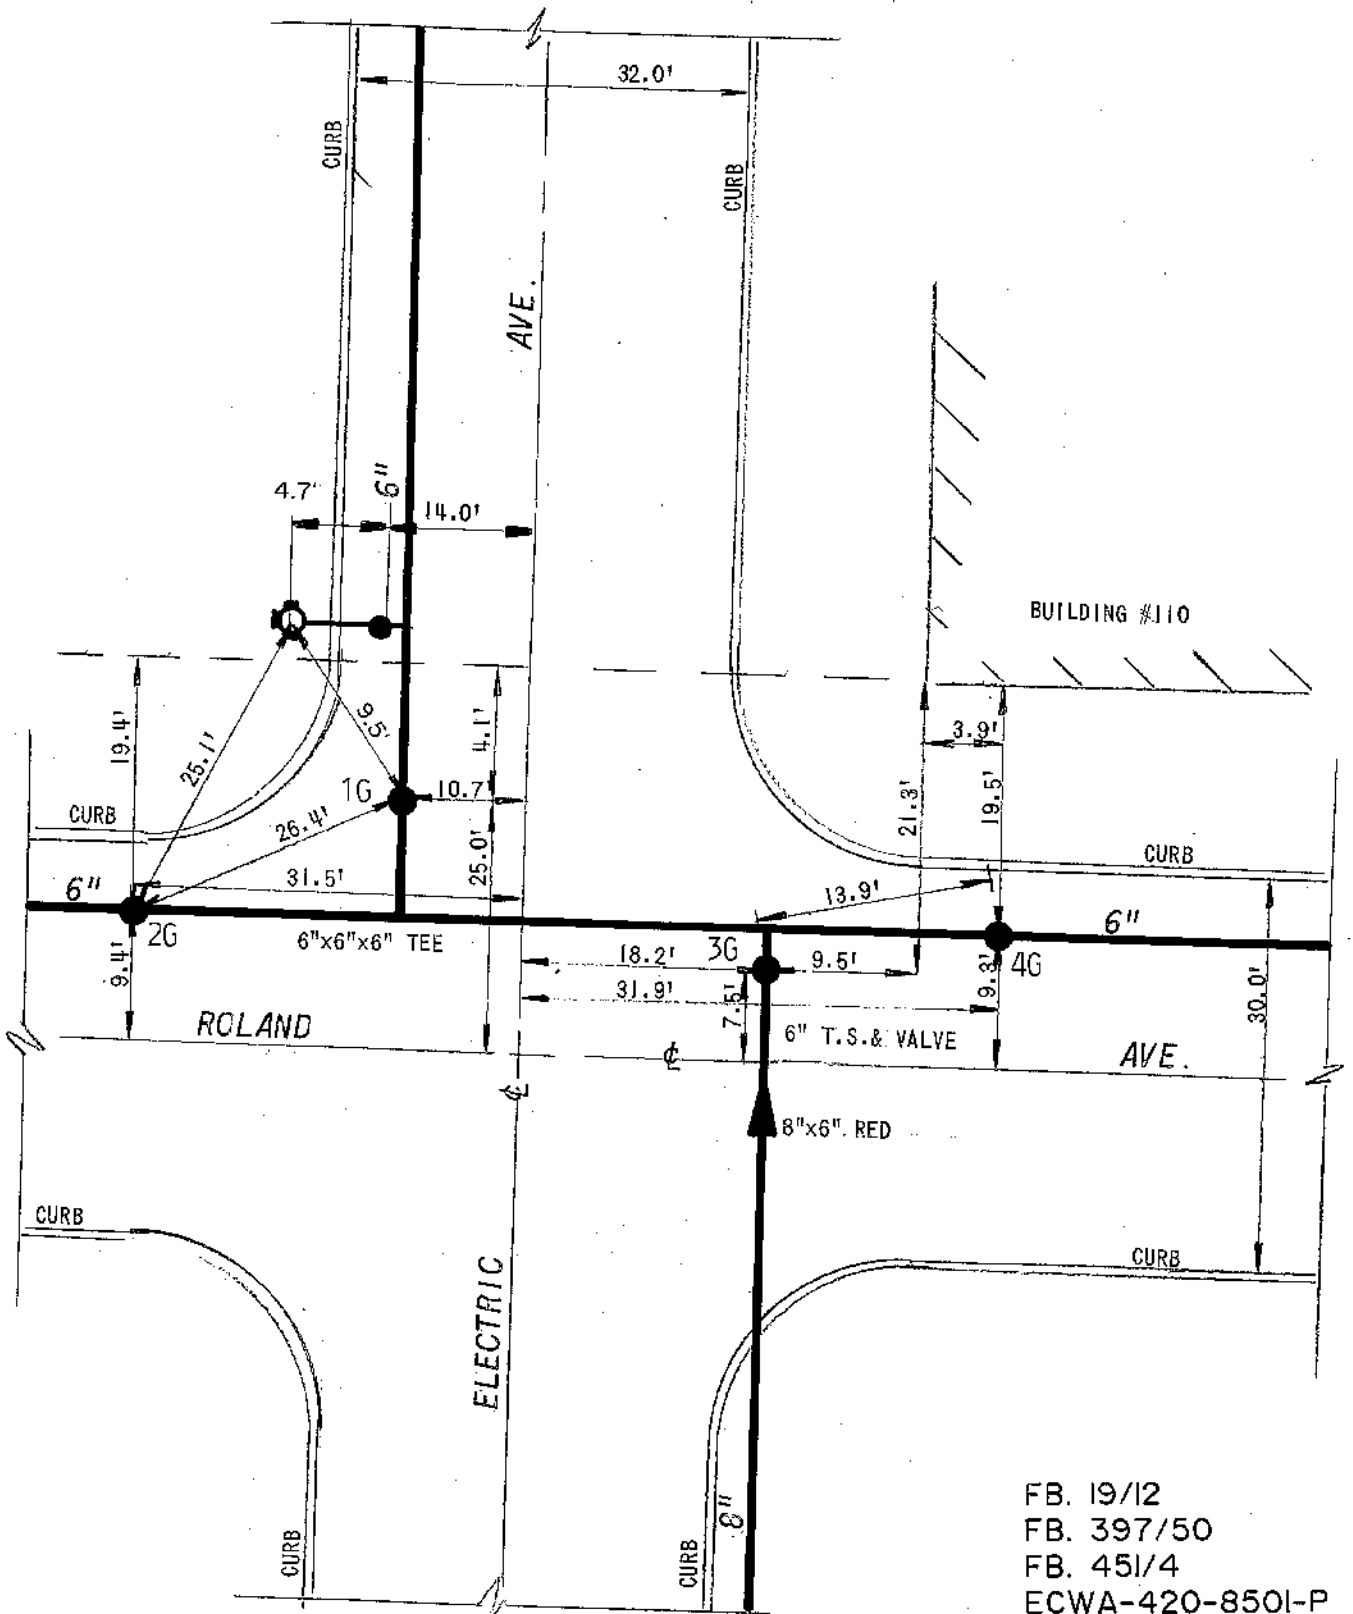 32.0'
CURB
CURB
AVE.
4.7'
6"
14.0'
BUILDING #110
19.4'
25.1'
9.5'
4.1'
3.9'
1G
10.7'
21.3'
19.5'
CURB
26.4'
25.0'
CURB
31.5'
13.9'
6"
2G
6"x6"x6" TEE
3G
6"
18.2'
9.5'
4G
9.4'
9.3'
31.9'
7.5'
30.0'
ROLAND
6" T.S.& VALVE
℄
AVE.
℄
8"x6" RED
CURB
CURB
ELECTRIC
8"
CURB
CURB
FB. 19/12
FB. 397/50
FB. 451/4
ECWA-420-8501-P